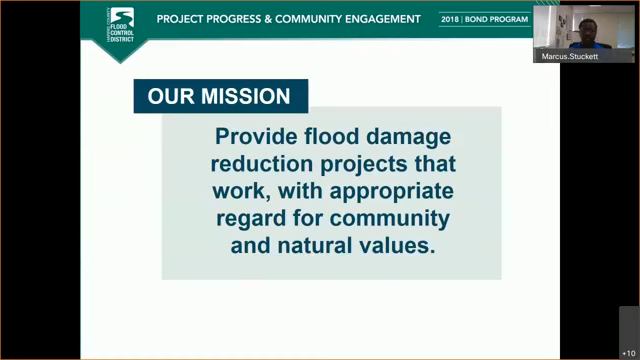 HARRIS COUNTY
FLOOD
CONTROL
DISTRICT
PROJECT PROGRESS & COMMUNITY ENGAGEMENT
2018 | BOND PROGRAM
Marcus.Stuckett
OUR MISSION
Provide flood damage
reduction projects that
work, with appropriate
regard for community
and natural values.
+10